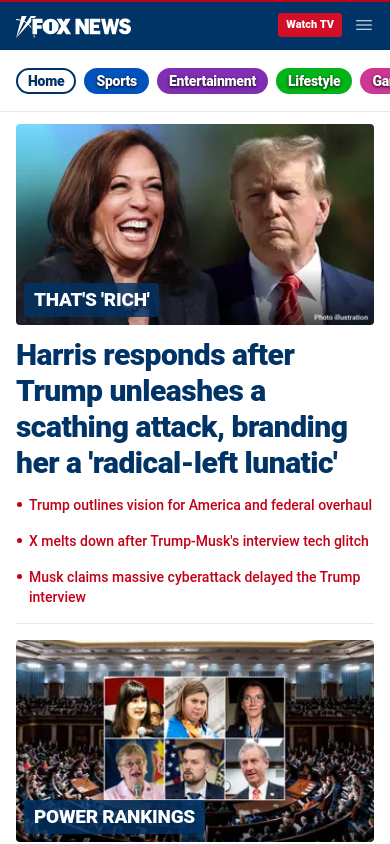 FOX NEWS
Watch TV
Home
Sports
Entertainment
Lifestyle
THAT'S 'RICH'
Photo illustration
Harris responds after
Trump unleashes a
scathing attack, branding
her a 'radical-left lunatic'
• Trump outlines vision for America and federal overhaul
• X melts down after Trump-Musk's interview tech glitch
• Musk claims massive cyberattack delayed the Trump
interview
POWER RANKINGS